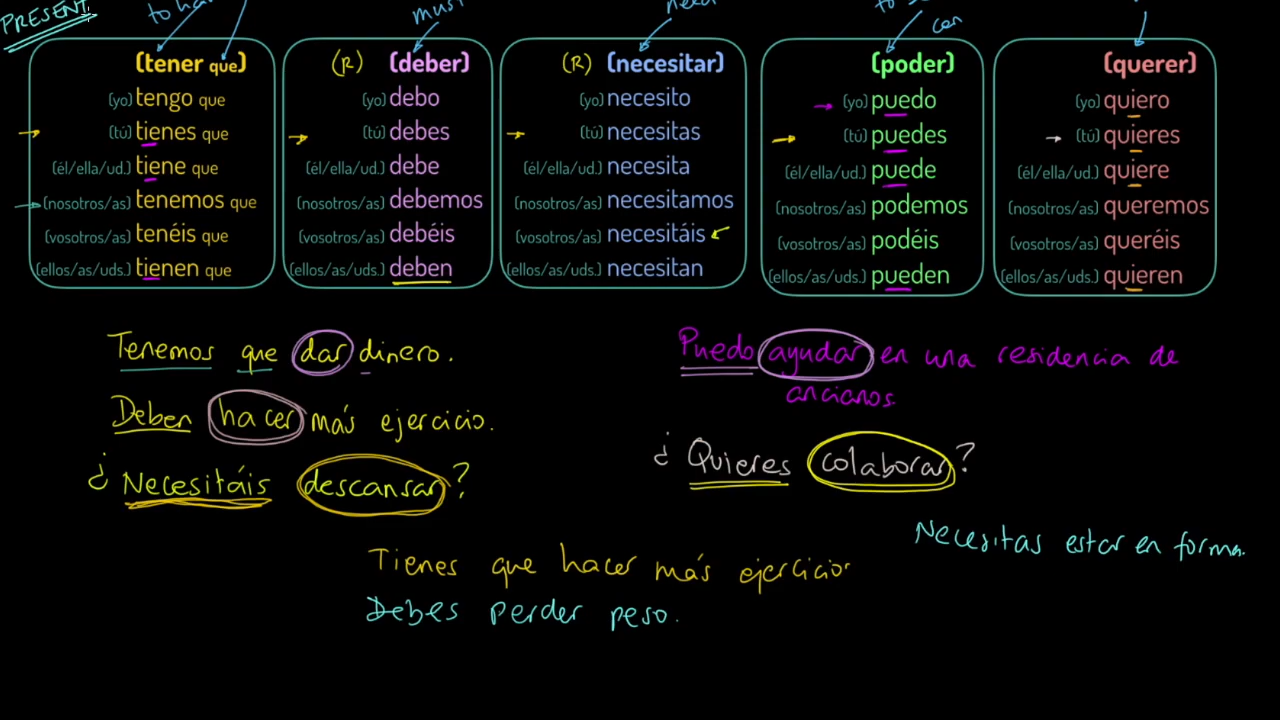 PRESENT
to ha
must
need
to
can
(tener que)
(yo) tengo que
(tú) tienes que
(él/ella/ud.) tiene que
(nosotros/as) tenemos que
(vosotros/as) tenéis que
(ellos/as/uds.) tienen que
(R) (deber)
(yo) debo
(tú) debes
(él/ella/ud.) debe
(nosotros/as) debemos
(vosotros/as) debéis
(ellos/as/uds.) deben
(R) (necesitar)
(yo) necesito
(tú) necesitas
(él/ella/ud.) necesita
(nosotros/as) necesitamos
(vosotros/as) necesitáis
(ellos/as/uds.) necesitan
(poder)
(yo) puedo
(tú) puedes
(él/ella/ud.) puede
(nosotros/as) podemos
(vosotros/as) podéis
(ellos/as/uds.) pueden
(querer)
(yo) quiero
(tú) quieres
(él/ella/ud.) quiere
(nosotros/as) queremos
(vosotros/as) queréis
(ellos/as/uds.) quieren
Tenemos que dar dinero.
Deben hacer más ejercicio.
¿Necesitáis descansar?
Puedo ayudar en una residencia de
ancianos.
¿Quieres colaborar?
Necesitas estar en forma.
Tienes que hacer más ejercicio
Debes perder peso.